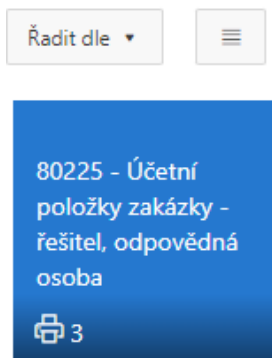 Řadit dle
80225 - Účetní
položky zakázky -
řešitel, odpovědná
osoba
3